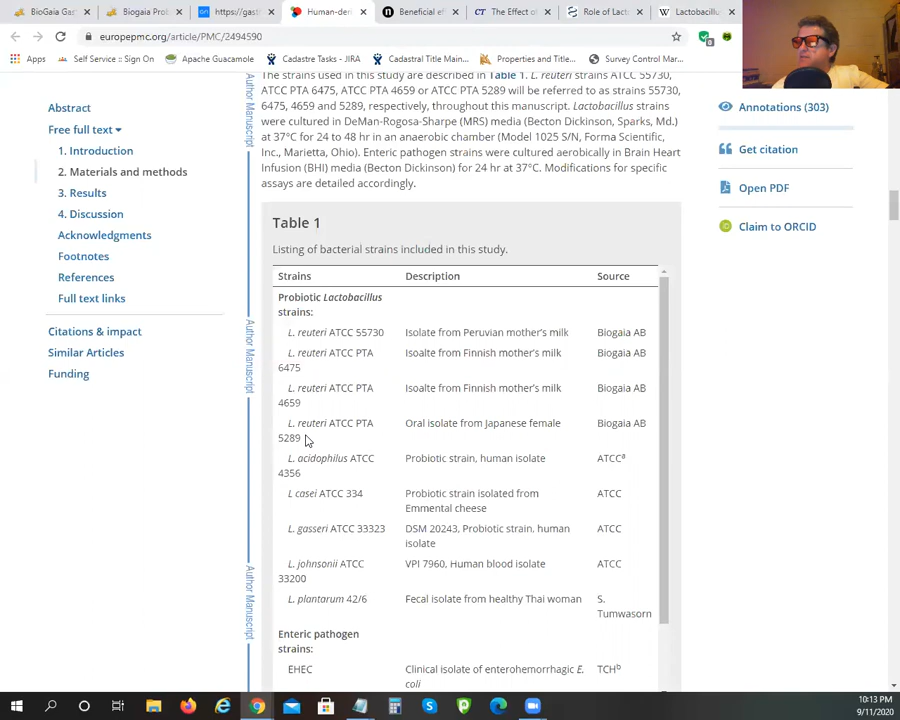 BioGaia Gas
Biogaia Prob
https://gasti
Human-deri
Beneficial ef
The Effect o
Role of Lact
Lactobacillu
europepmc.org/article/PMC/2494590
Apps
Self Service :: Sign On
Apache Guacamole
Cadastre Tasks - JIRA
Cadastral Title Main...
Properties and Title...
Survey Control Mar...
Abstract
Free full text
1. Introduction
2. Materials and methods
3. Results
4. Discussion
Acknowledgments
Footnotes
References
Full text links
Citations & impact
Similar Articles
Funding
Author Manuscript
Author Manuscript
Author Manuscript
The strains used in this study are described in Table 1. L. reuteri strains ATCC 55730,
ATCC PTA 6475, ATCC PTA 4659 or ATCC PTA 5289 will be referred to as strains 55730,
6475, 4659 and 5289, respectively, throughout this manuscript. Lactobacillus strains
were cultured in DeMan-Rogosa-Sharpe (MRS) media (Becton Dickinson, Sparks, Md.)
at 37°C for 24 to 48 hr in an anaerobic chamber (Model 1025 S/N, Forma Scientific,
Inc., Marietta, Ohio). Enteric pathogen strains were cultured aerobically in Brain Heart
Infusion (BHI) media (Becton Dickinson) for 24 hr at 37°C. Modifications for specific
assays are detailed accordingly.
Table 1
Listing of bacterial strains included in this study.
Strains Description Source
Probiotic Lactobacillus
strains:
L. reuteri ATCC 55730 Isolate from Peruvian mother's milk Biogaia AB
L. reuteri ATCC PTA Isoalte from Finnish mother's milk Biogaia AB
6475
L. reuteri ATCC PTA Isoalte from Finnish mother's milk Biogaia AB
4659
L. reuteri ATCC PTA Oral isolate from Japanese female Biogaia AB
5289
L. acidophilus ATCC Probiotic strain, human isolate ATCCa
4356
L casei ATCC 334 Probiotic strain isolated from ATCC
Emmental cheese
L. gasseri ATCC 33323 DSM 20243, Probiotic strain, human ATCC
isolate
L. johnsonii ATCC VPI 7960, Human blood isolate ATCC
33200
L. plantarum 42/6 Fecal isolate from healthy Thai woman S.
Tumwasorn
Enteric pathogen
strains:
EHEC Clinical isolate of enterohemorrhagic E. TCHb
coli
Annotations (303)
Get citation
Open PDF
Claim to ORCID
10:13 PM
9/11/2020